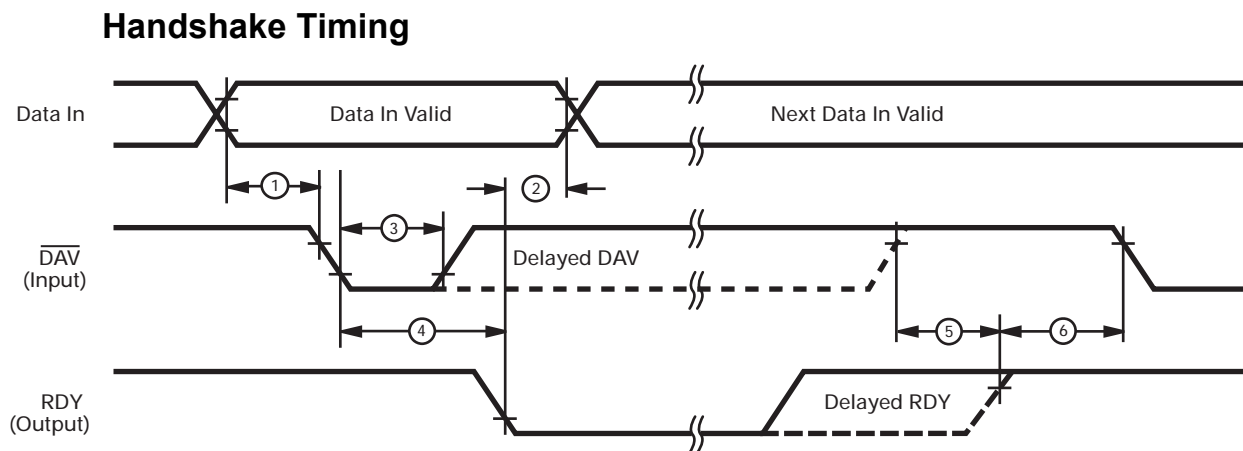 Handshake Timing
Data In
Data In Valid
Next Data In Valid
1
2
3
DAV
(Input)
Delayed DAV
4
5
6
RDY
(Output)
Delayed RDY